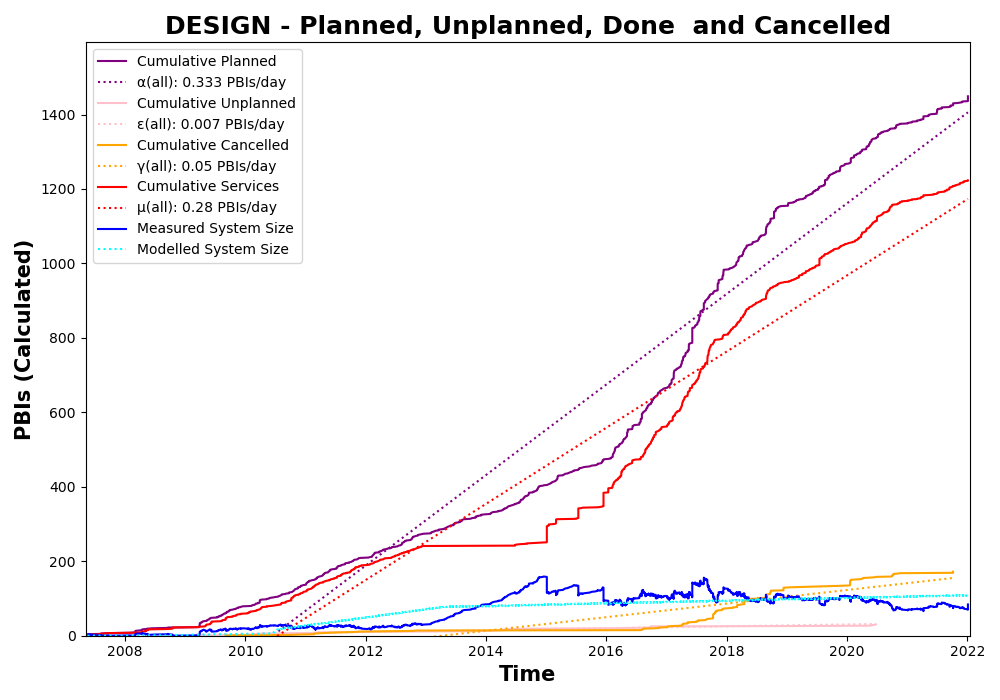 DESIGN - Planned, Unplanned, Done  and Cancelled
Cumulative Planned
α(all): 0.333 PBIs/day
Cumulative Unplanned
ε(all): 0.007 PBIs/day
Cumulative Cancelled
γ(all): 0.05 PBIs/day
Cumulative Services
μ(all): 0.28 PBIs/day
Measured System Size
Modelled System Size
PBIs (Calculated)
1400
1200
1000
800
600
400
200
0
2008 2010 2012 2014 2016 2018 2020 2022
Time